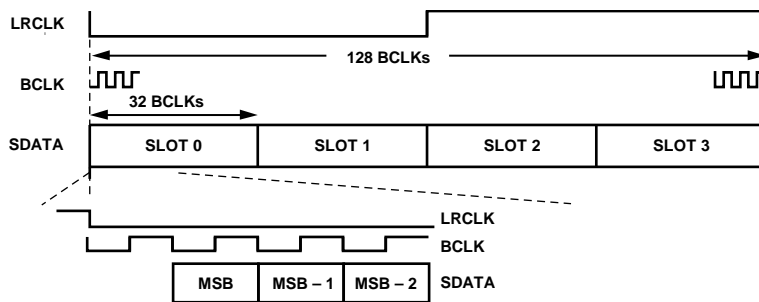 LRCLK
128 BCLKs
BCLK
32 BCLKs
SDATA
SLOT 0
SLOT 1
SLOT 2
SLOT 3
LRCLK
BCLK
MSB
MSB – 1
MSB – 2
SDATA